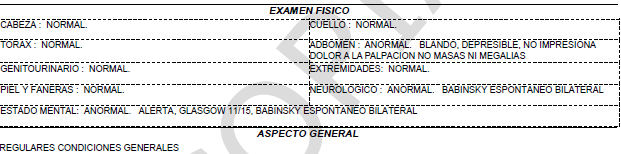 EXAMEN FISICO
CABEZA : NORMAL.
CUELLO : NORMAL.
TORAX : NORMAL.
ADBOMEN : ANORMAL. BLANDO, DEPRESIBLE, NO IMPRESIONA
DOLOR A LA PALPACION NO MASAS NI MEGALIAS
GENITOURINARIO : NORMAL.
EXTREMIDADES: NORMAL.
PIEL Y FANERAS : NORMAL.
NEUROLOGICO : ANORMAL. BABINSKY ESPONTANEO BILATERAL
ESTADO MENTAL: ANORMAL. ALERTA, GLASGOW 11/15, BABINSKY ESPONTANEO BILATERAL
ASPECTO GENERAL
REGULARES CONDICIONES GENERALES